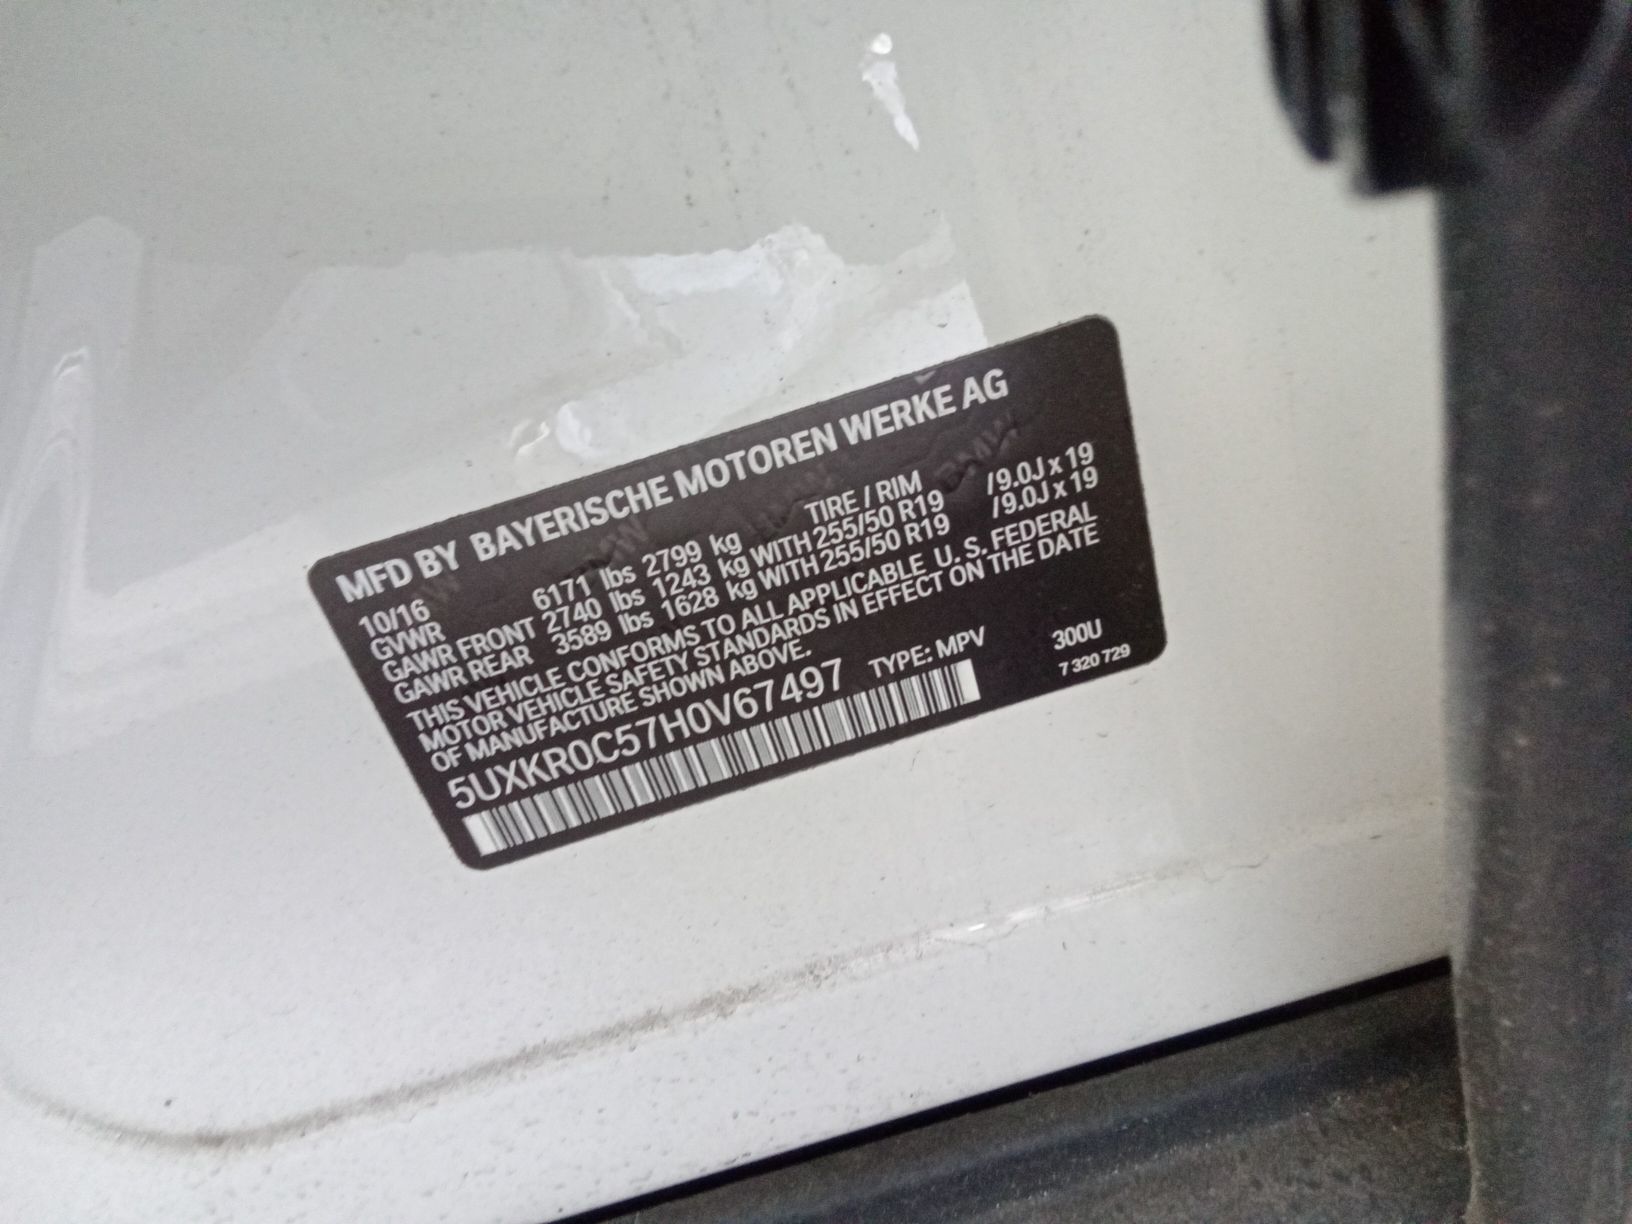 MFD BY BAYERISCHE MOTOREN WERKE AG
10/16 TIRE / RIM
GVWR 6171 lbs 2799 kg
GAWR FRONT 2740 lbs 1243 kg WITH 255/50 R19 /9.0J x 19
GAWR REAR 3589 lbs 1628 kg WITH 255/50 R19 /9.0J x 19
THIS VEHICLE CONFORMS TO ALL APPLICABLE U. S. FEDERAL
MOTOR VEHICLE SAFETY STANDARDS IN EFFECT ON THE DATE
OF MANUFACTURE SHOWN ABOVE.
5UXKR0C57H0V67497 TYPE: MPV 300U
7 320 729